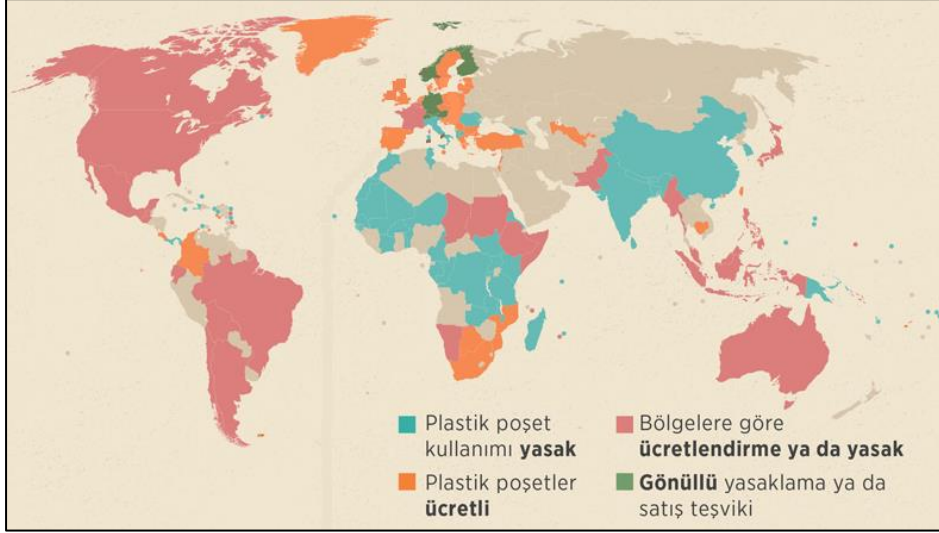 Plastik poşet
kullanımı yasak
Plastik poşetler
ücretli
Bölgelere göre
ücretlendirme ya da yasak
Gönüllü yasaklama ya da
satış teşviki